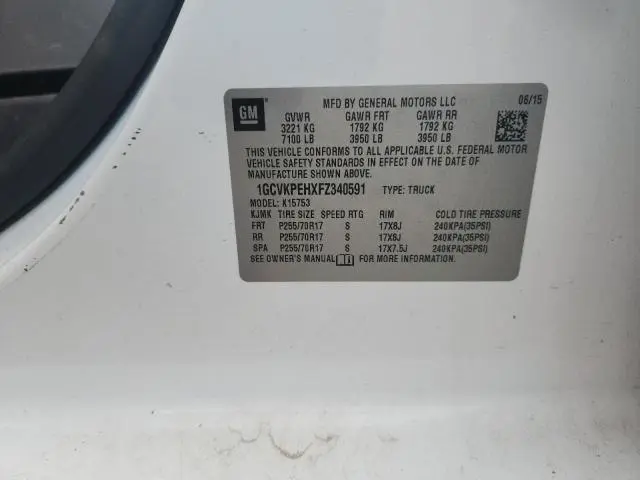 GM
MFD BY GENERAL MOTORS LLC 06/15
GVWR GAWR FRT GAWR RR
3221 KG 1792 KG 1792 KG
7100 LB 3950 LB 3950 LB
THIS VEHICLE CONFORMS TO ALL APPLICABLE U.S. FEDERAL MOTOR
VEHICLE SAFETY STANDARDS IN EFFECT ON THE DATE OF
MANUFACTURE SHOWN ABOVE.
1GCVKPEHXFZ340591 TYPE: TRUCK
MODEL: K15753
KJMK TIRE SIZE SPEED RTG RIM COLD TIRE PRESSURE
FRT P255/70R17 S 17X8J 240KPA(35PSI)
RR P255/70R17 S 17X8J 240KPA(35PSI)
SPA P255/70R17 S 17X7.5J 240KPA(35PSI)
SEE OWNER'S MANUAL FOR MORE INFORMATION.